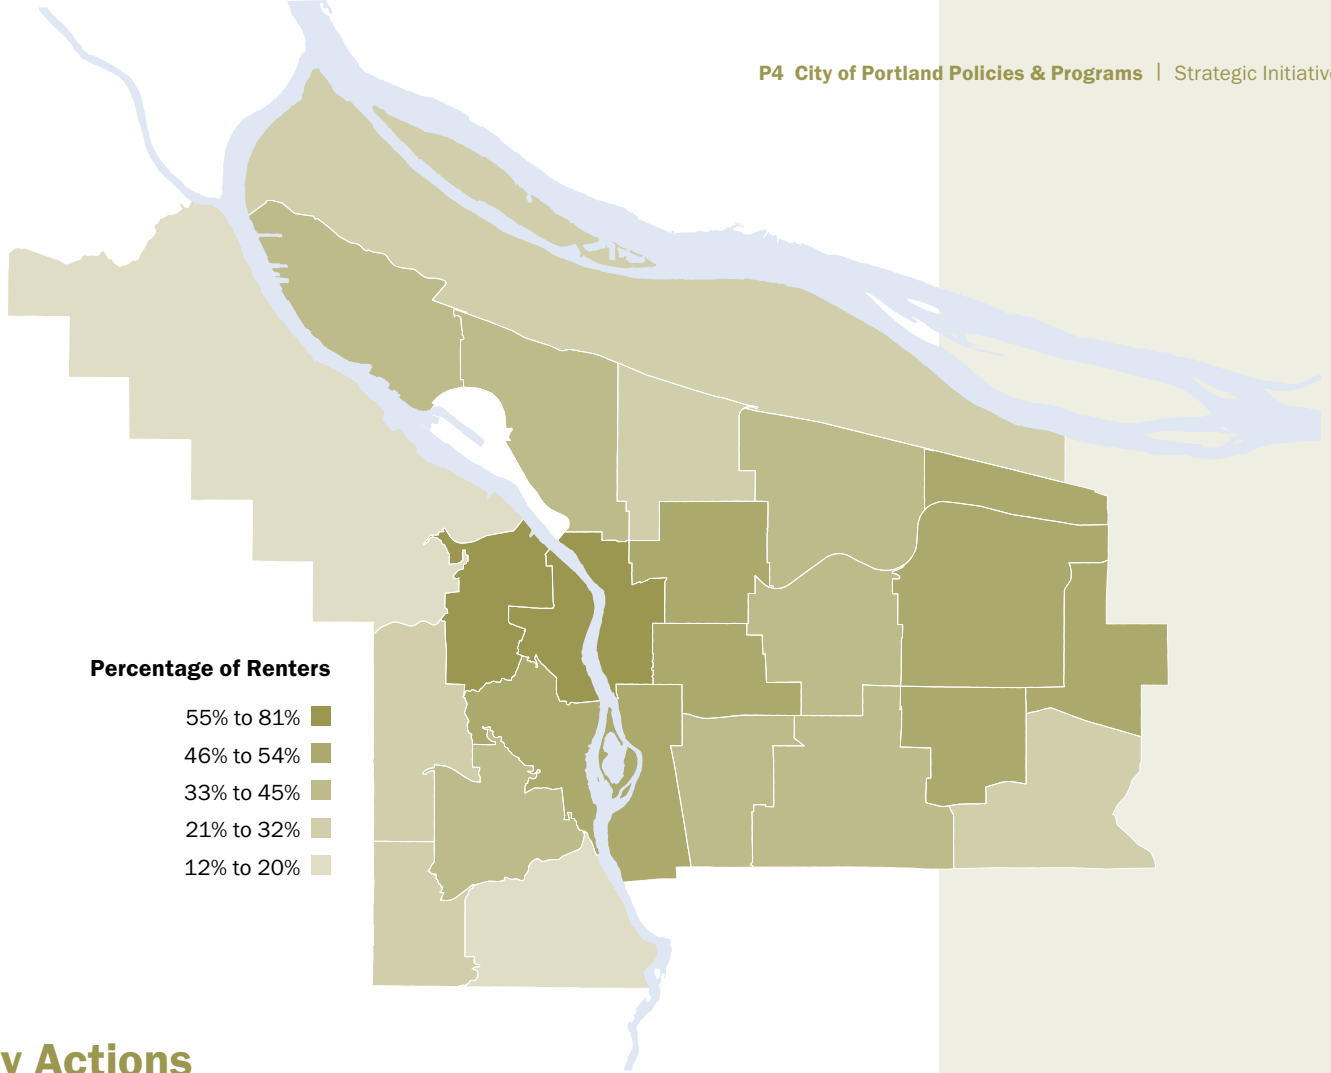 P4 City of Portland Policies & Programs | Strategic Initiative
Percentage of Renters
55% to 81%
46% to 54%
33% to 45%
21% to 32%
12% to 20%
y Actions